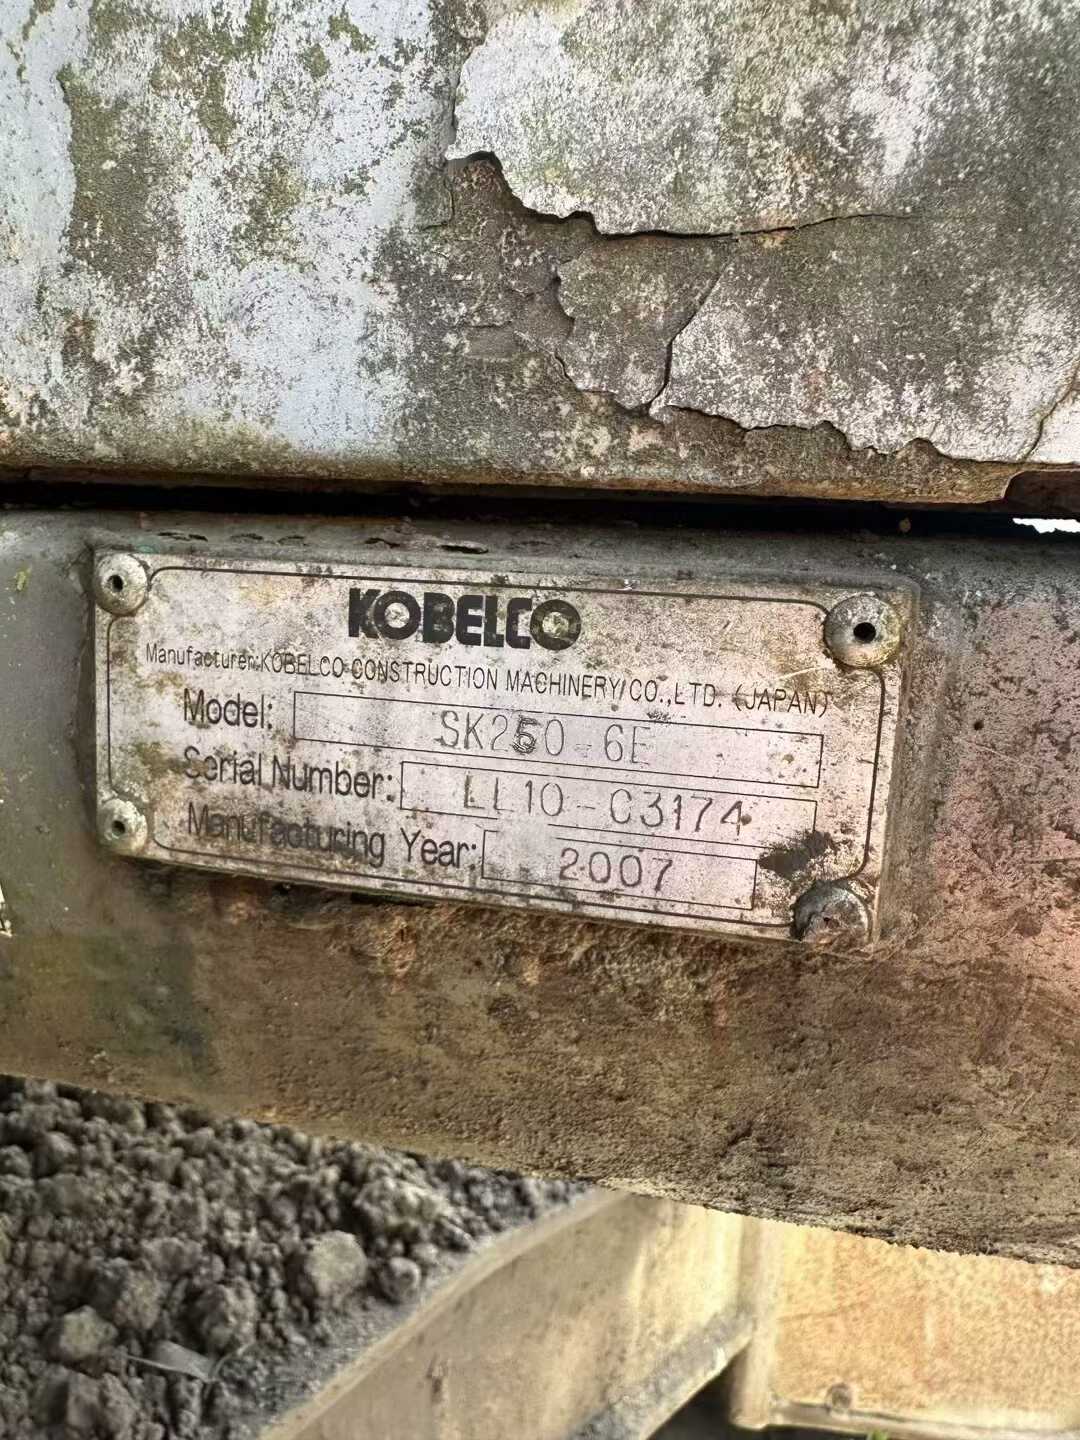 KOBELCO
Manufacturer:KOBELCO CONSTRUCTION MACHINERY CO.,LTD. (JAPAN)
Model: SK250-6E
Serial Number: LL10-C3174
Manufacturing Year: 2007